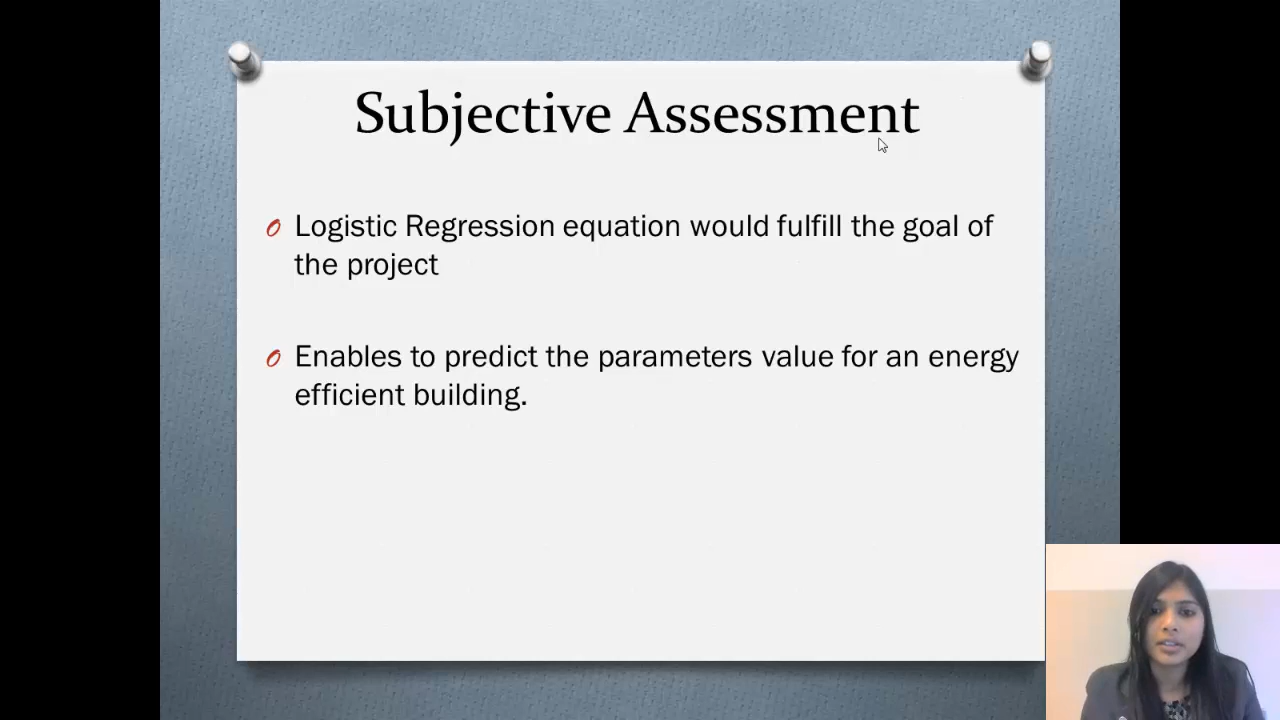 Subjective Assessment
Logistic Regression equation would fulfill the goal of
the project
Enables to predict the parameters value for an energy
efficient building.